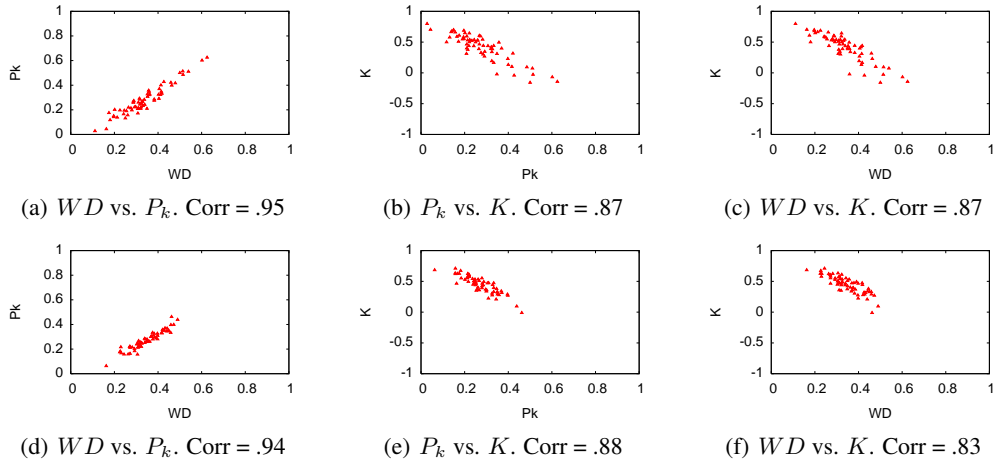 1
0.8
0.6
0.4
0.2
0
Pk
0 0.2 0.4 0.6 0.8 1
WD
(a) WD vs. Pk. Corr = .95
1
0.5
0
-0.5
-1
K
0 0.2 0.4 0.6 0.8 1
Pk
(b) Pk vs. K. Corr = .87
1
0.5
0
-0.5
-1
K
0 0.2 0.4 0.6 0.8 1
WD
(c) WD vs. K. Corr = .87
1
0.8
0.6
0.4
0.2
0
Pk
0 0.2 0.4 0.6 0.8 1
WD
(d) WD vs. Pk. Corr = .94
1
0.5
0
-0.5
-1
K
0 0.2 0.4 0.6 0.8 1
Pk
(e) Pk vs. K. Corr = .88
1
0.5
0
-0.5
-1
K
0 0.2 0.4 0.6 0.8 1
WD
(f) WD vs. K. Corr = .83